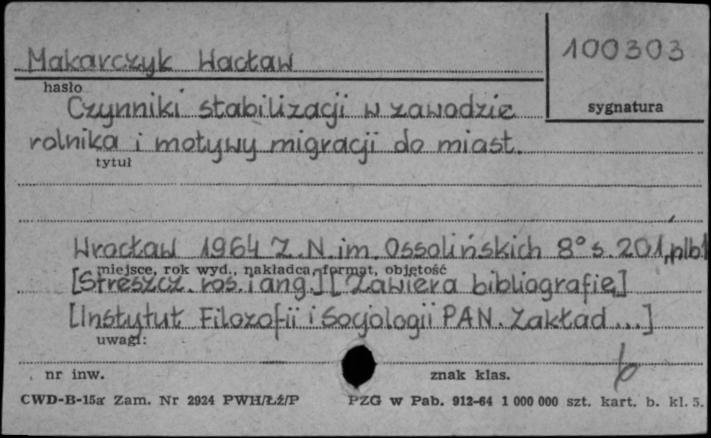 Makarczyk Wacław
100303
hasło
sygnatura
Czynniki stabilizacji w zawodzie
rolnika i motywy migracji do miast.
tytuł
Wrocław 1964 Z.N.im.Ossolińskich 8° s.201, plb1
miejsce, rok wyd., nakładca, format, objętość
[Streszcz. ros. i ang.] [Zawiera bibliografię]
[Instytut Filozofii i Socjologii PAN. Zakład ...]
uwagi:
nr inw.
znak klas.
CWD-B-15a Zam. Nr 2924 PWH/ŁŹ/P
PZG w Pab. 912-64 1 000 000 szt. kart. b. kl. 5.